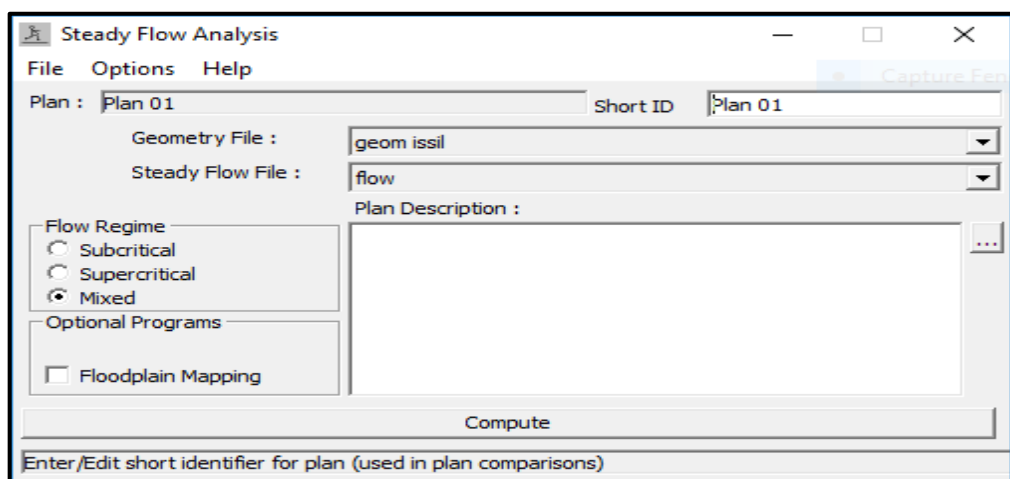 Steady Flow Analysis
Capture Fen
File Options Help
Plan : Plan 01 Short ID Plan 01
Geometry File : geom issil
Steady Flow File : flow
Plan Description :
Flow Regime
Subcritical
Supercritical
Mixed
Optional Programs
Floodplain Mapping
...
Compute
Enter/Edit short identifier for plan (used in plan comparisons)